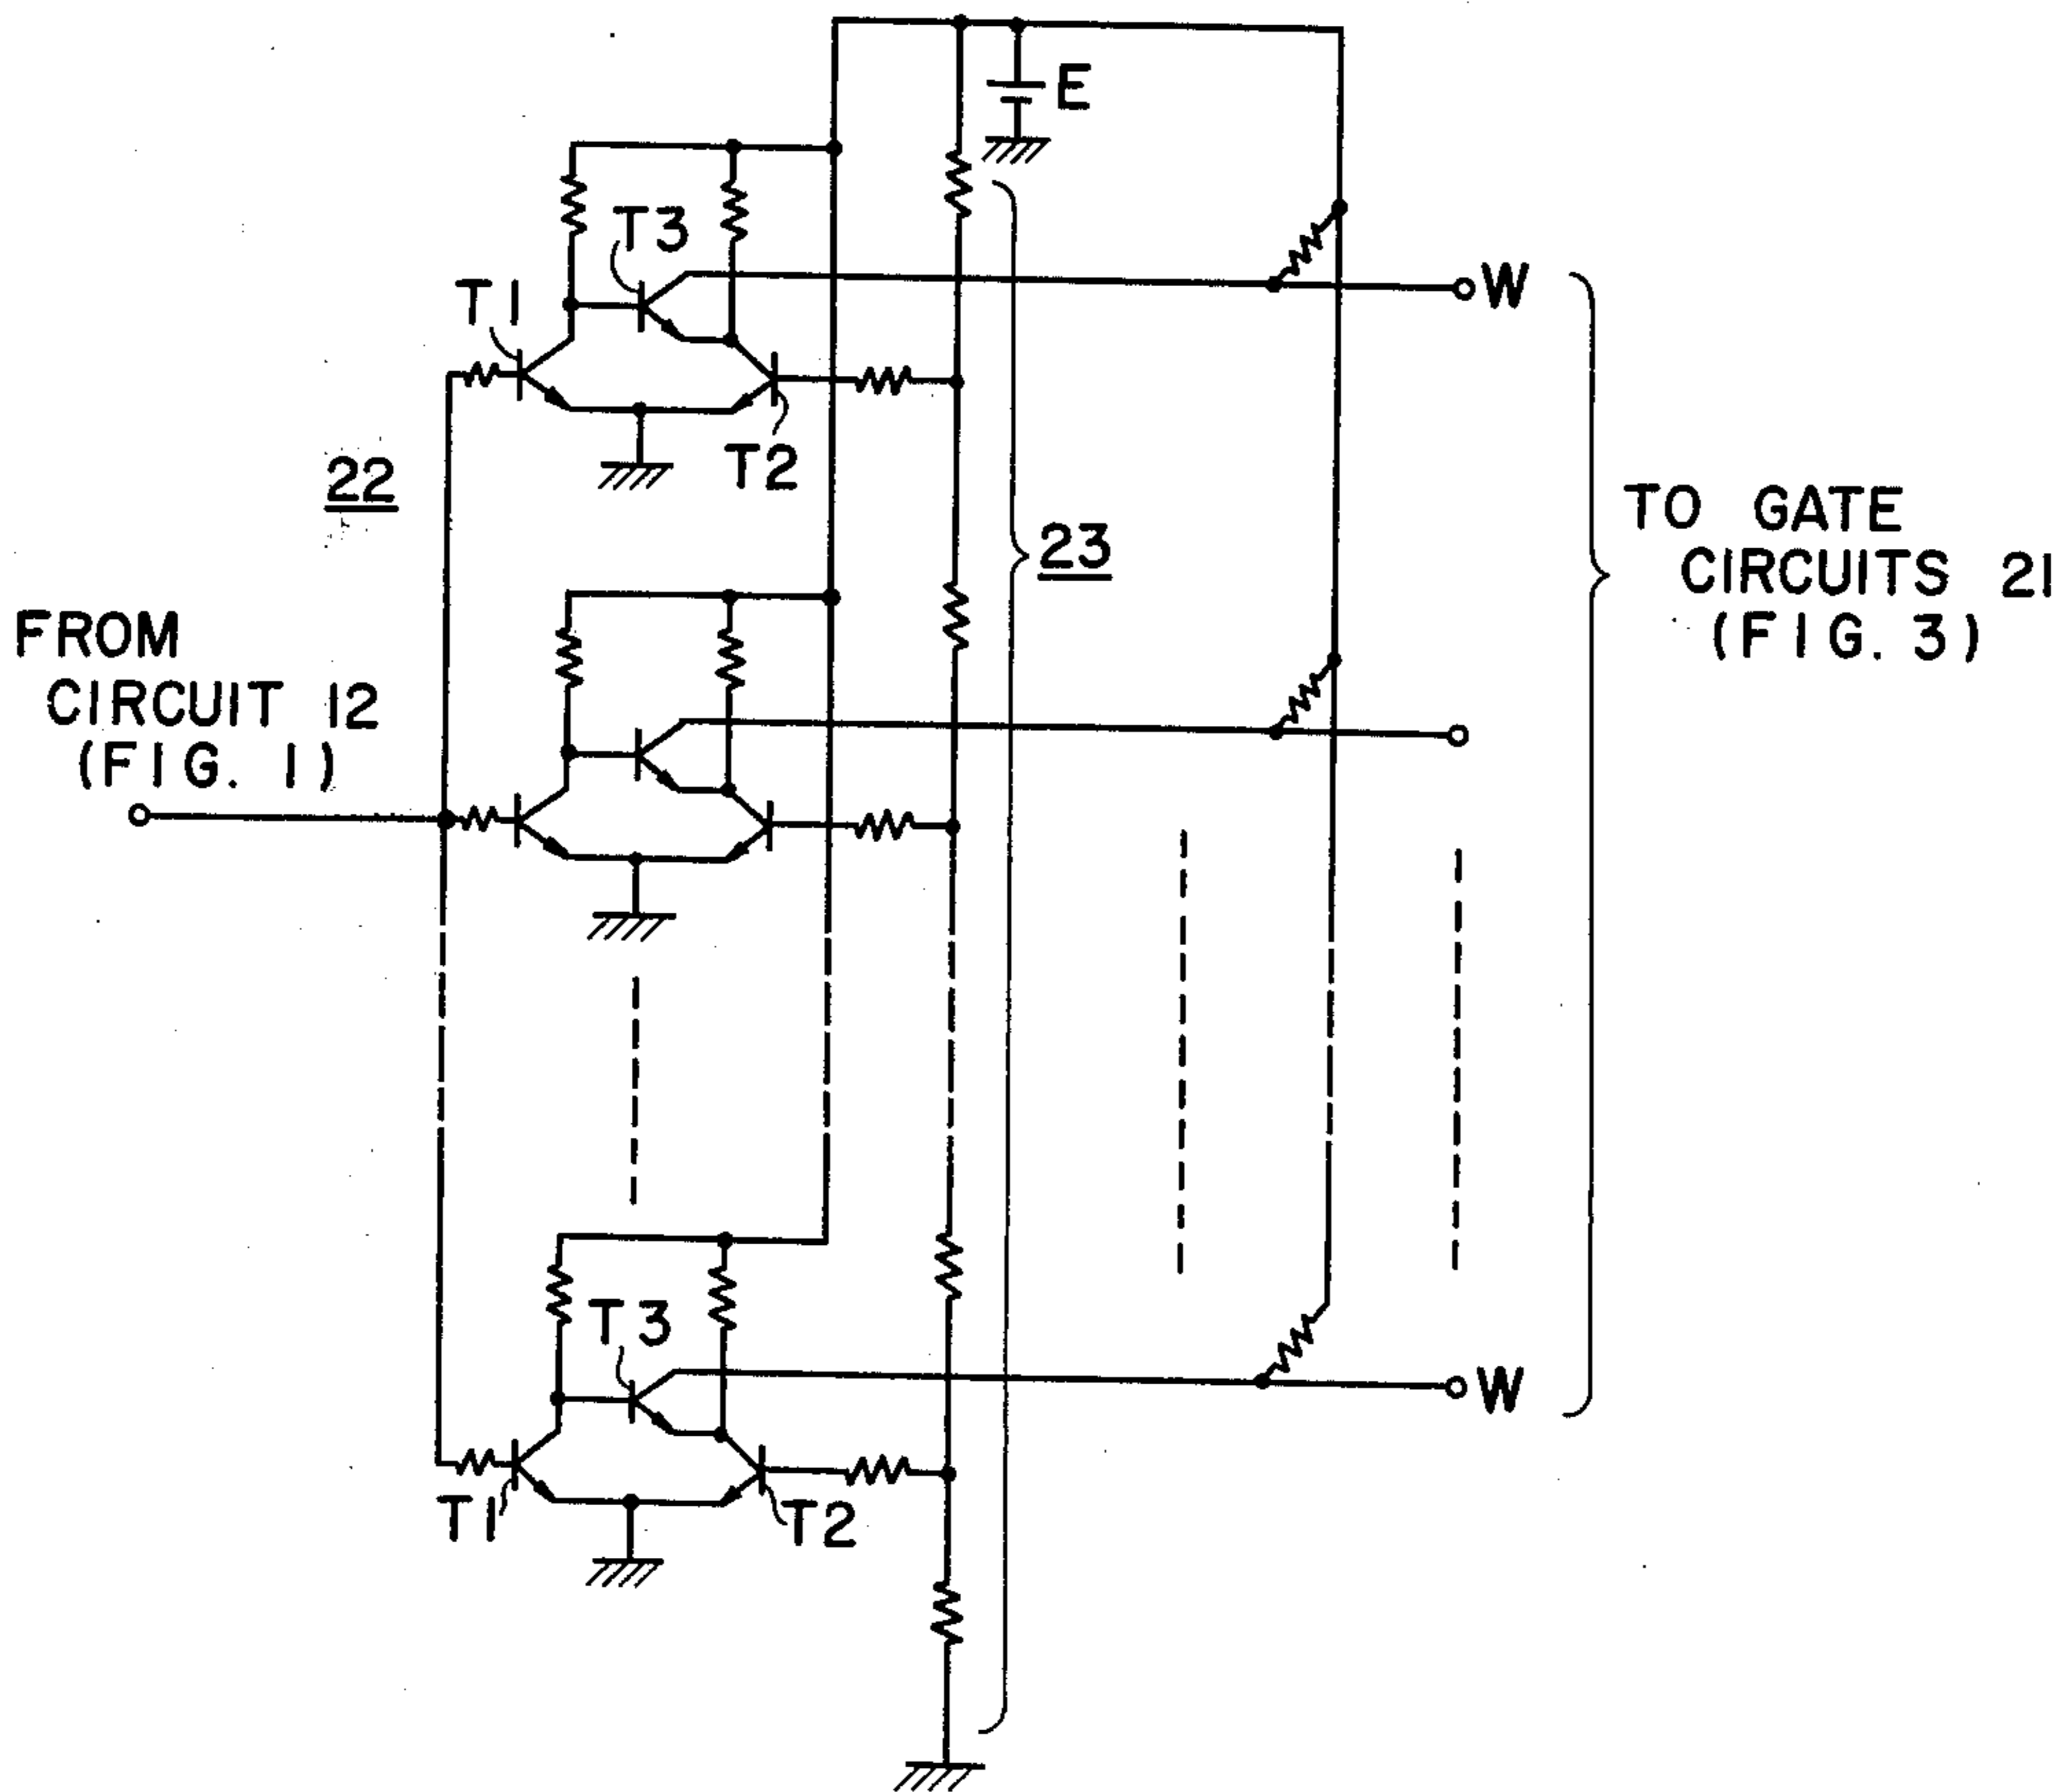 E
T3
T1
W
T2
22
23
TO GATE
CIRCUITS 21
(FIG. 3)
FROM
CIRCUIT 12
(FIG. 1)
T3
W
T1
T2